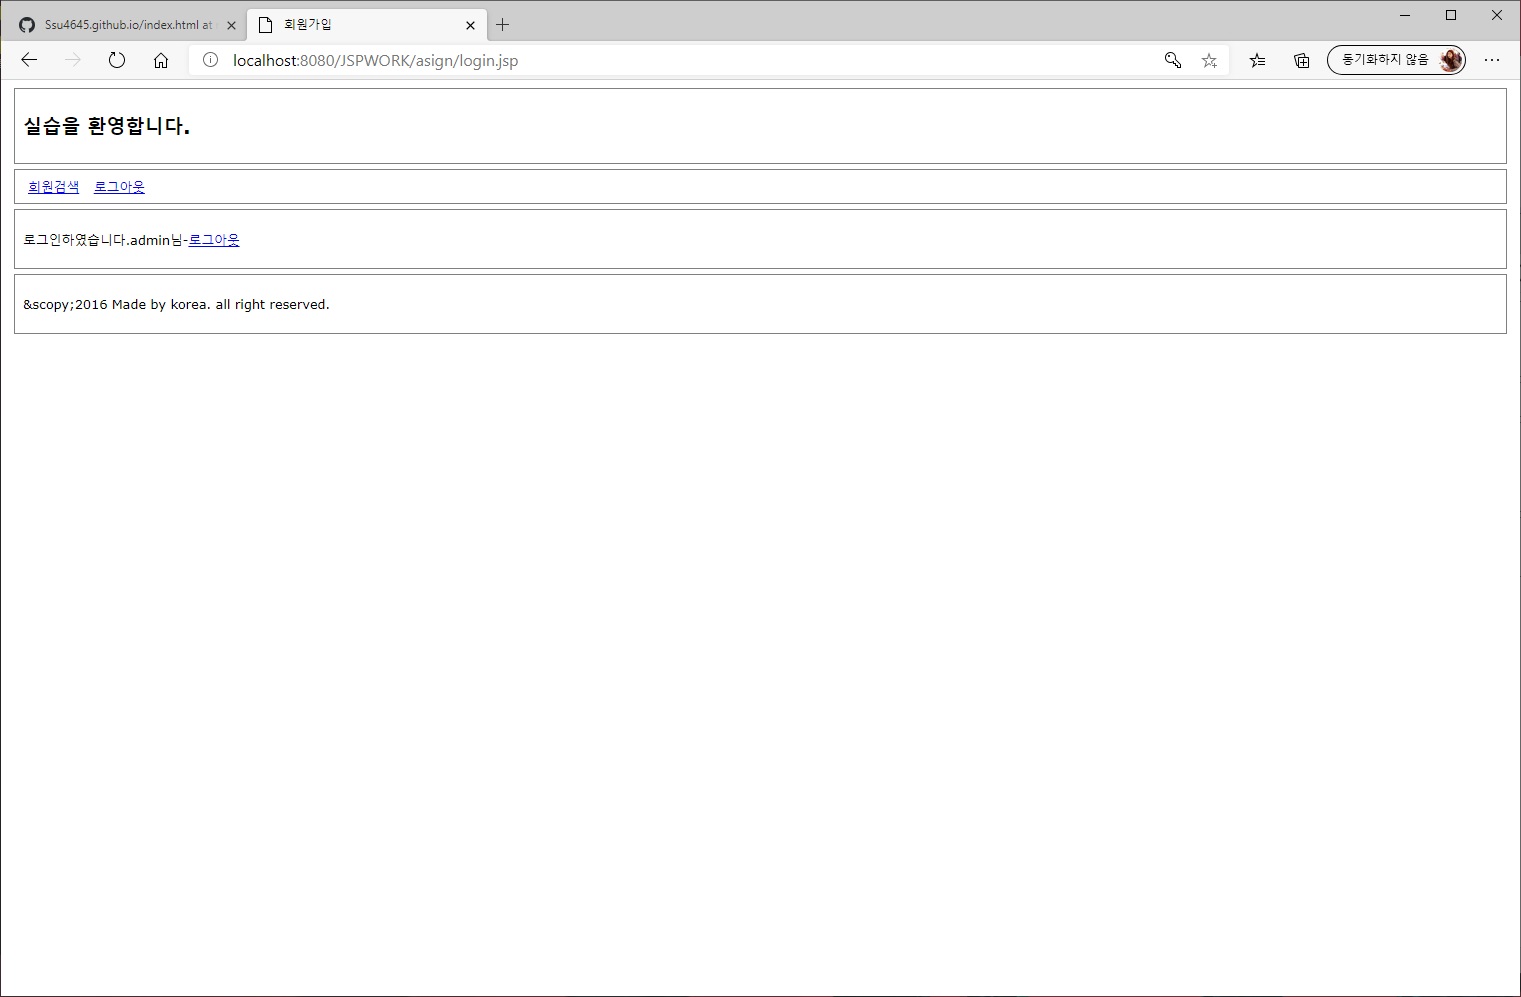 Ssu4645.github.io/index.html at
회원가입
localhost:8080/JSPWORK/asign/login.jsp
동기화하지 않음
실습을 환영합니다.
회원검색 로그아웃
로그인하였습니다.admin님-로그아웃
&scopy;2016 Made by korea. all right reserved.